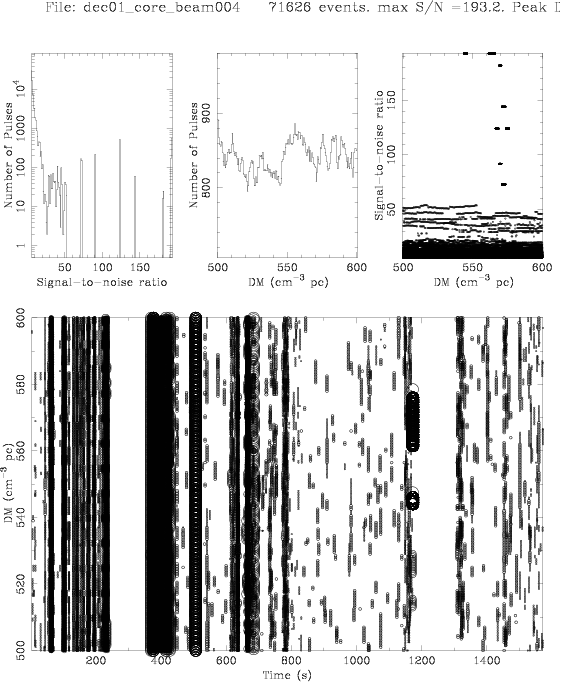 File: dec01_core_beam004 71626 events. max S/N =193.2. Peak D
Number of Pulses
1 10 100 1000 10⁴
50 100 150
Signal-to-noise ratio
Number of Pulses
800 900
500 550 600
DM (cm⁻³ pc)
Signal-to-noise ratio
50 100 150
500 550 600
DM (cm⁻³ pc)
DM (cm⁻³ pc)
500 520 540 560 580 600
200 400 600 800 1000 1200 1400
Time (s)